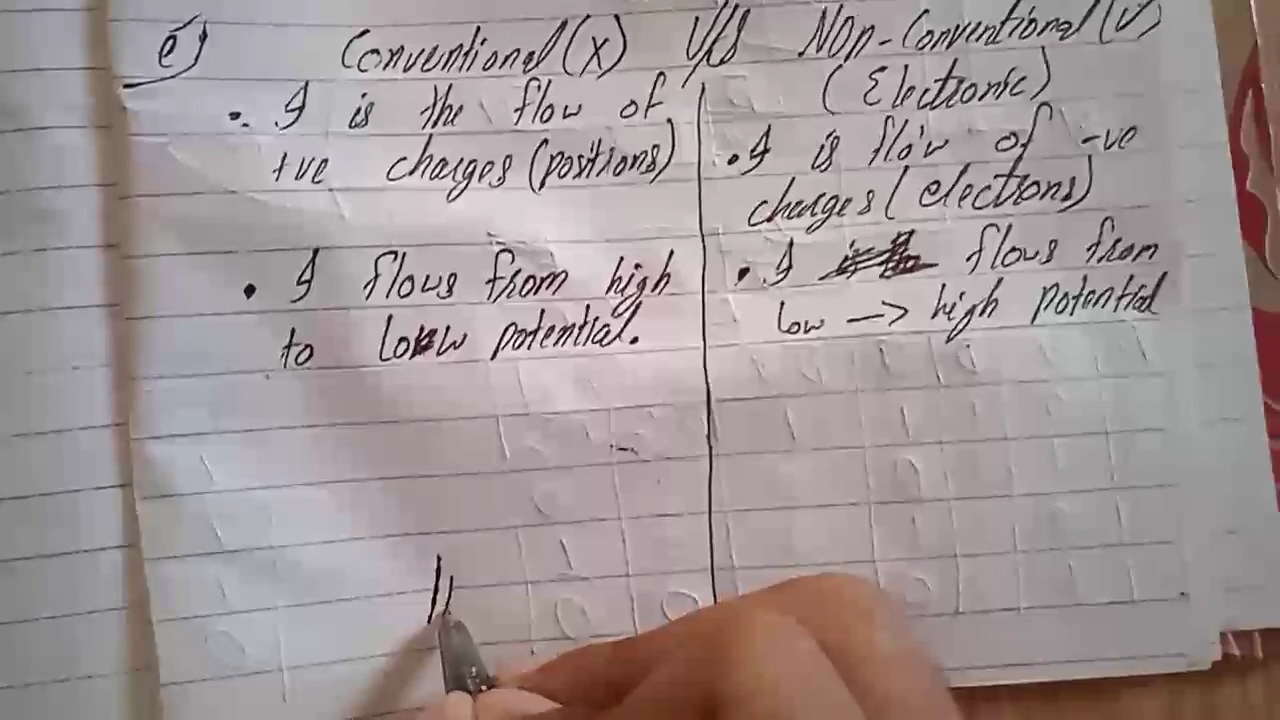 e) Conventional(x) V/s Non-Conventional(✓)
(Electronic)
• I is the flow of
+ve charges (positions)
• I flows from high
to low potential.
• I is flow of -ve
charges (electrons)
• I flows from
low -> high potential